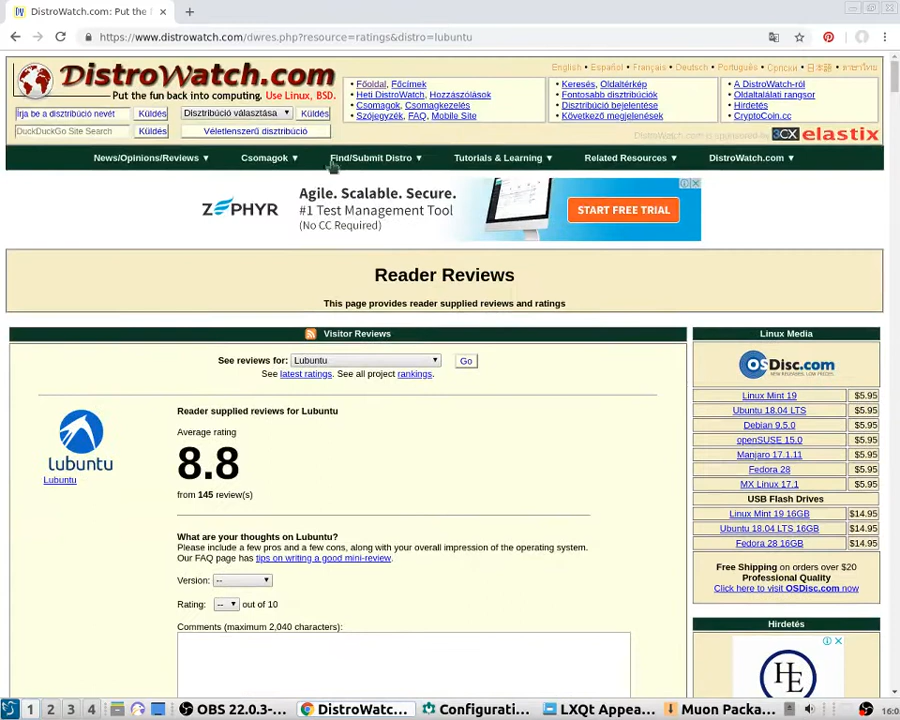 DistroWatch.com: Put the f
https://www.distrowatch.com/dwres.php?resource=ratings&distro=lubuntu
DistroWatch.com
Put the fun back into computing. Use Linux, BSD.
English • Español • Français • Deutsch • Český • 日本語 •
Írja be a disztribúció nevét Küldés Disztribúció választása Küldés
DuckDuckGo Site Search Küldés Véletlenszerű disztribúció
• Főoldal, Főcímek
• Heti DistroWatch, Hozzászólások
• Csomagok, Csomagkezelés
• Szójegyzék, FAQ, Mobile Site
• Keresés, Oldaltérkép
• Fontosabb disztribúciók
• Disztribúció bejelentése
• Következő megjelenések
• A DistroWatch-ról
• Oldaltalálati rangsor
• Hirdetés
• CryptoCoin.cc
DistroWatch.com is sponsored by 3CX elastix
News/Opinions/Reviews ▼ Csomagok ▼ Find/Submit Distro ▼ Tutorials & Learning ▼ Related Resources ▼ DistroWatch.com ▼
ZEPHYR
Agile. Scalable. Secure.
#1 Test Management Tool
(No CC Required)
START FREE TRIAL
Reader Reviews
This page provides reader supplied reviews and ratings
Visitor Reviews
See reviews for: Lubuntu Go
See latest ratings. See all project rankings.
lubuntu
Lubuntu
Reader supplied reviews for Lubuntu
Average rating
8.8
from 145 review(s)
What are your thoughts on Lubuntu?
Please include a few pros and a few cons, along with your overall impression of the operating system.
Our FAQ page has tips on writing a good mini-review.
Version: --
Rating: -- out of 10
Comments (maximum 2,040 characters):
Linux Media
OSDisc.com
Linux Mint 19 $5.95
Ubuntu 18.04 LTS $5.95
Debian 9.5.0 $5.95
openSUSE 15.0 $5.95
Manjaro 17.1.11 $5.95
Fedora 28 $5.95
MX Linux 17.1 $5.95
USB Flash Drives
Linux Mint 19 16GB $14.95
Ubuntu 18.04 LTS 16GB $14.95
Fedora 28 16GB $14.95
Free Shipping on orders over $20
Professional Quality
Click here to visit OSDisc.com now
Hirdetés
HE
1 2 3 4 OBS 22.0.3-... DistroWatc... Configurati... LXQt Appea... Muon Packa... 16:0